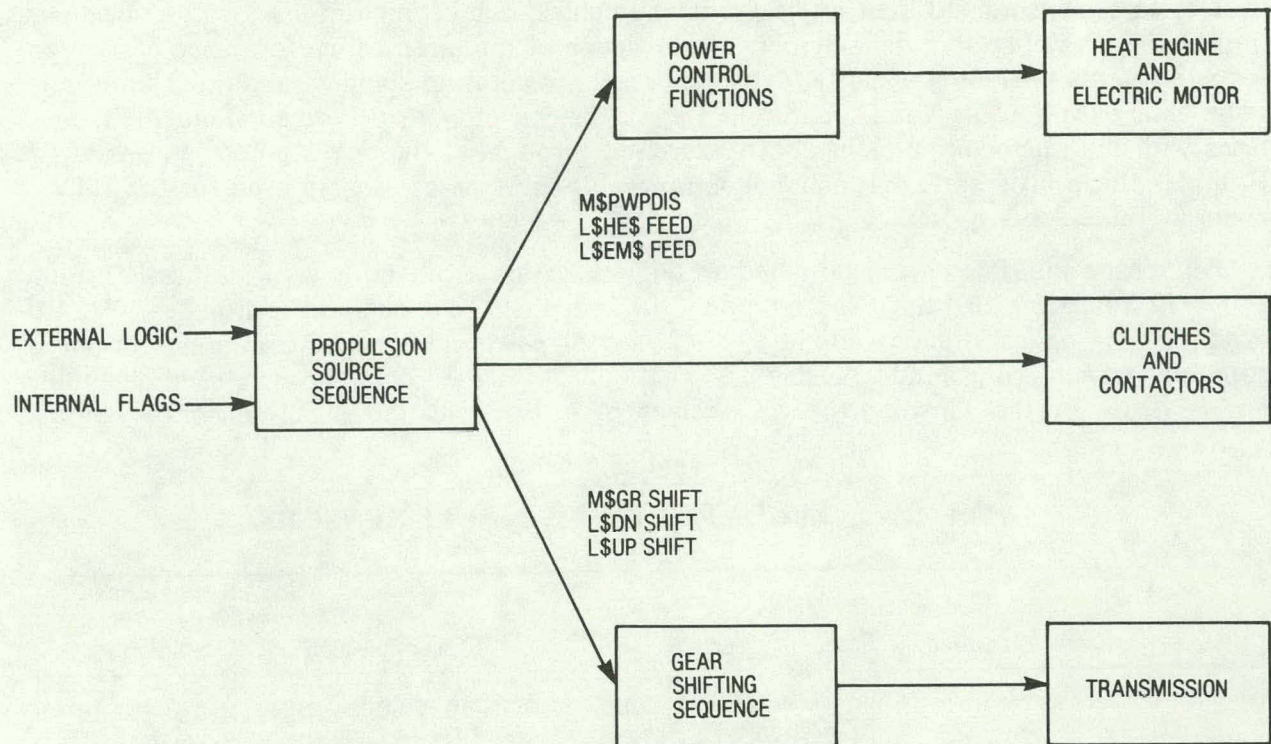 POWER
CONTROL
FUNCTIONS
HEAT ENGINE
AND
ELECTRIC MOTOR
M$PWPDIS
L$HE$ FEED
L$EM$ FEED
EXTERNAL LOGIC
INTERNAL FLAGS
PROPULSION
SOURCE
SEQUENCE
CLUTCHES
AND
CONTACTORS
M$GR SHIFT
L$DN SHIFT
L$UP SHIFT
GEAR
SHIFTING
SEQUENCE
TRANSMISSION